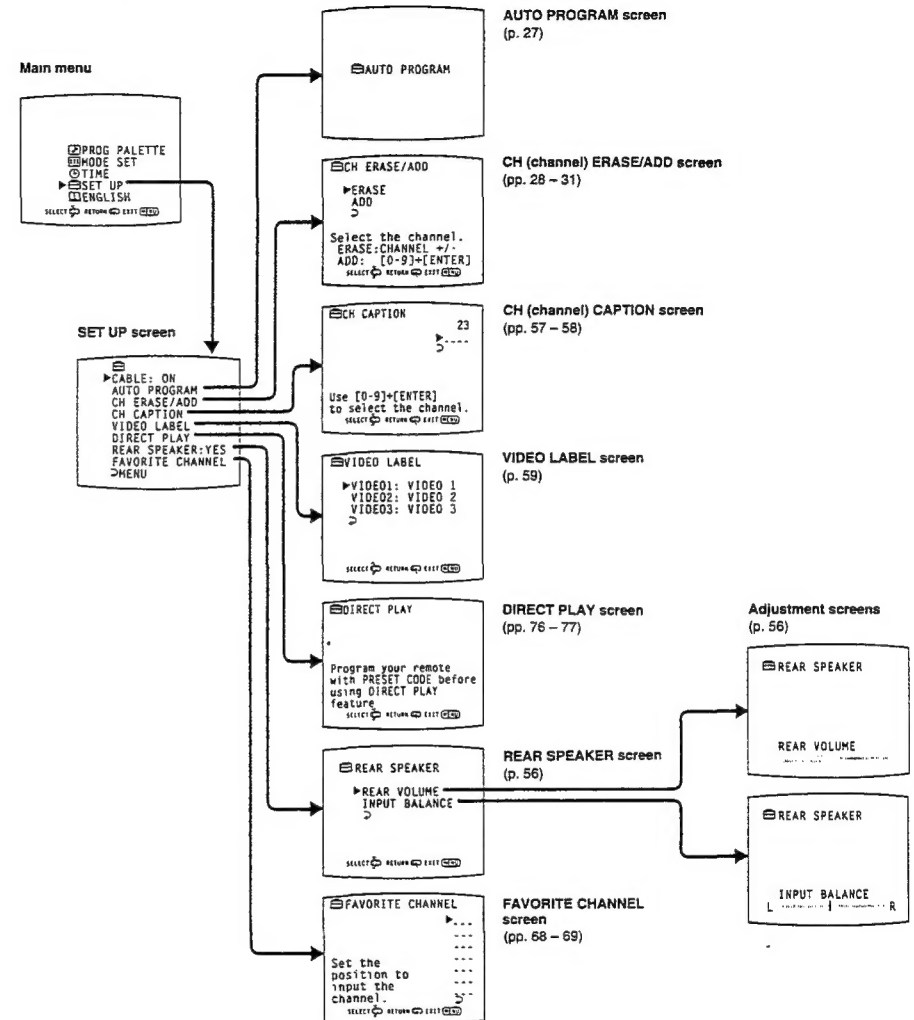 Main menu
PROG PALETTE
MODE SET
TIME
▶SET UP
ENGLISH
SELECT RETURN EXIT MENU
SET UP screen
▶CABLE: ON
AUTO PROGRAM
CH ERASE/ADD
CH CAPTION
VIDEO LABEL
DIRECT PLAY
REAR SPEAKER:YES
FAVORITE CHANNEL
MENU
AUTO PROGRAM
AUTO PROGRAM screen
(p. 27)
CH ERASE/ADD
▶ERASE
ADD
Select the channel.
ERASE:CHANNEL +/-
ADD: [0-9]+[ENTER]
SELECT RETURN EXIT MENU
CH (channel) ERASE/ADD screen
(pp. 28 – 31)
CH CAPTION
23
▶----
Use [0-9]+[ENTER]
to select the channel.
SELECT RETURN EXIT MENU
CH (channel) CAPTION screen
(pp. 57 – 58)
VIDEO LABEL
▶VIDEO1: VIDEO 1
VIDEO2: VIDEO 2
VIDEO3: VIDEO 3
SELECT RETURN EXIT MENU
VIDEO LABEL screen
(p. 59)
DIRECT PLAY
Program your remote
with PRESET CODE before
using DIRECT PLAY
feature
SELECT RETURN EXIT MENU
DIRECT PLAY screen
(pp. 76 – 77)
REAR SPEAKER
▶REAR VOLUME
INPUT BALANCE
SELECT RETURN EXIT MENU
REAR SPEAKER screen
(p. 56)
Adjustment screens
(p. 56)
REAR SPEAKER
REAR VOLUME
REAR SPEAKER
INPUT BALANCE
L R
FAVORITE CHANNEL
▶---
---
---
---
---
---
---
Set the
position to
input the
channel.
SELECT RETURN EXIT MENU
FAVORITE CHANNEL
screen
(pp. 68 – 69)